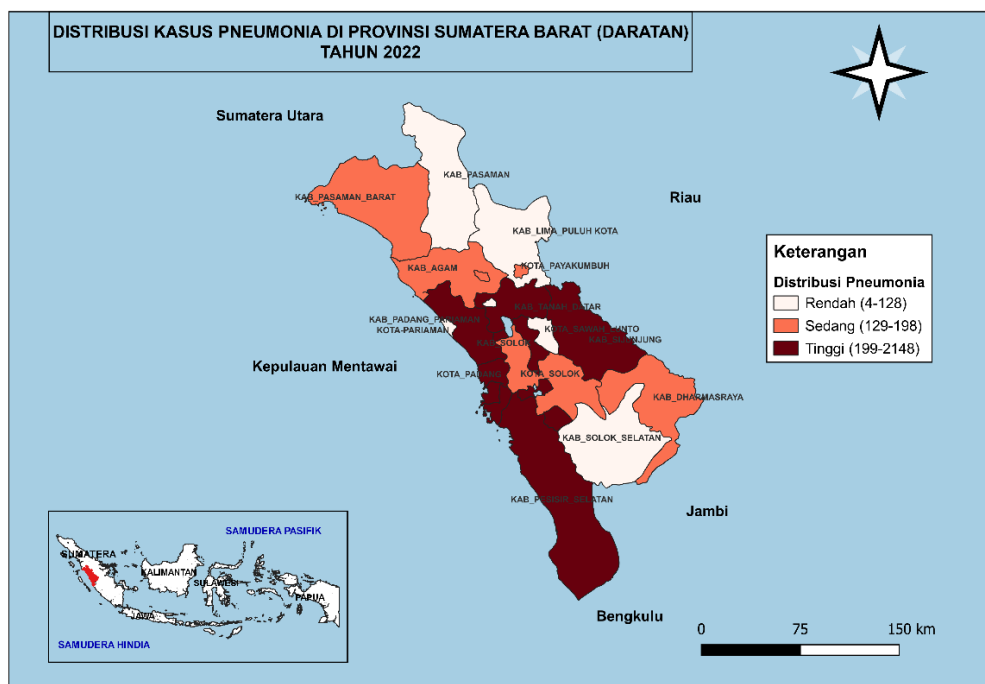 DISTRIBUSI KASUS PNEUMONIA DI PROVINSI SUMATERA BARAT (DARATAN)
TAHUN 2022
Sumatera Utara
KAB_PASAMAN
KAB_PASAMAN_BARAT
Riau
KAB_LIMA_PULUH KOTA
KAB_AGAM
KOTA_PAYAKUMBUH
KAB_TANAH_DATAR
KAB_PADANG_PARIAMAN
KOTA-PARIAMAN
KOTA_SAWAH_LUNTO
KAB_SIJUNJUNG
KAB_SOLOK
Kepulauan Mentawai
KOTA_PADANG
KOTA_SOLOK
KAB_DHARMASRAYA
KAB_SOLOK_SELATAN
KAB_PESISIR_SELATAN
Jambi
Bengkulu
Keterangan
Distribusi Pneumonia
Rendah (4-128)
Sedang (129-198)
Tinggi (199-2148)
SAMUDERA PASIFIK
SUMATERA
KALIMANTAN
SULAWESI
PAPUA
JAWA
SAMUDERA HINDIA
0 75 150 km